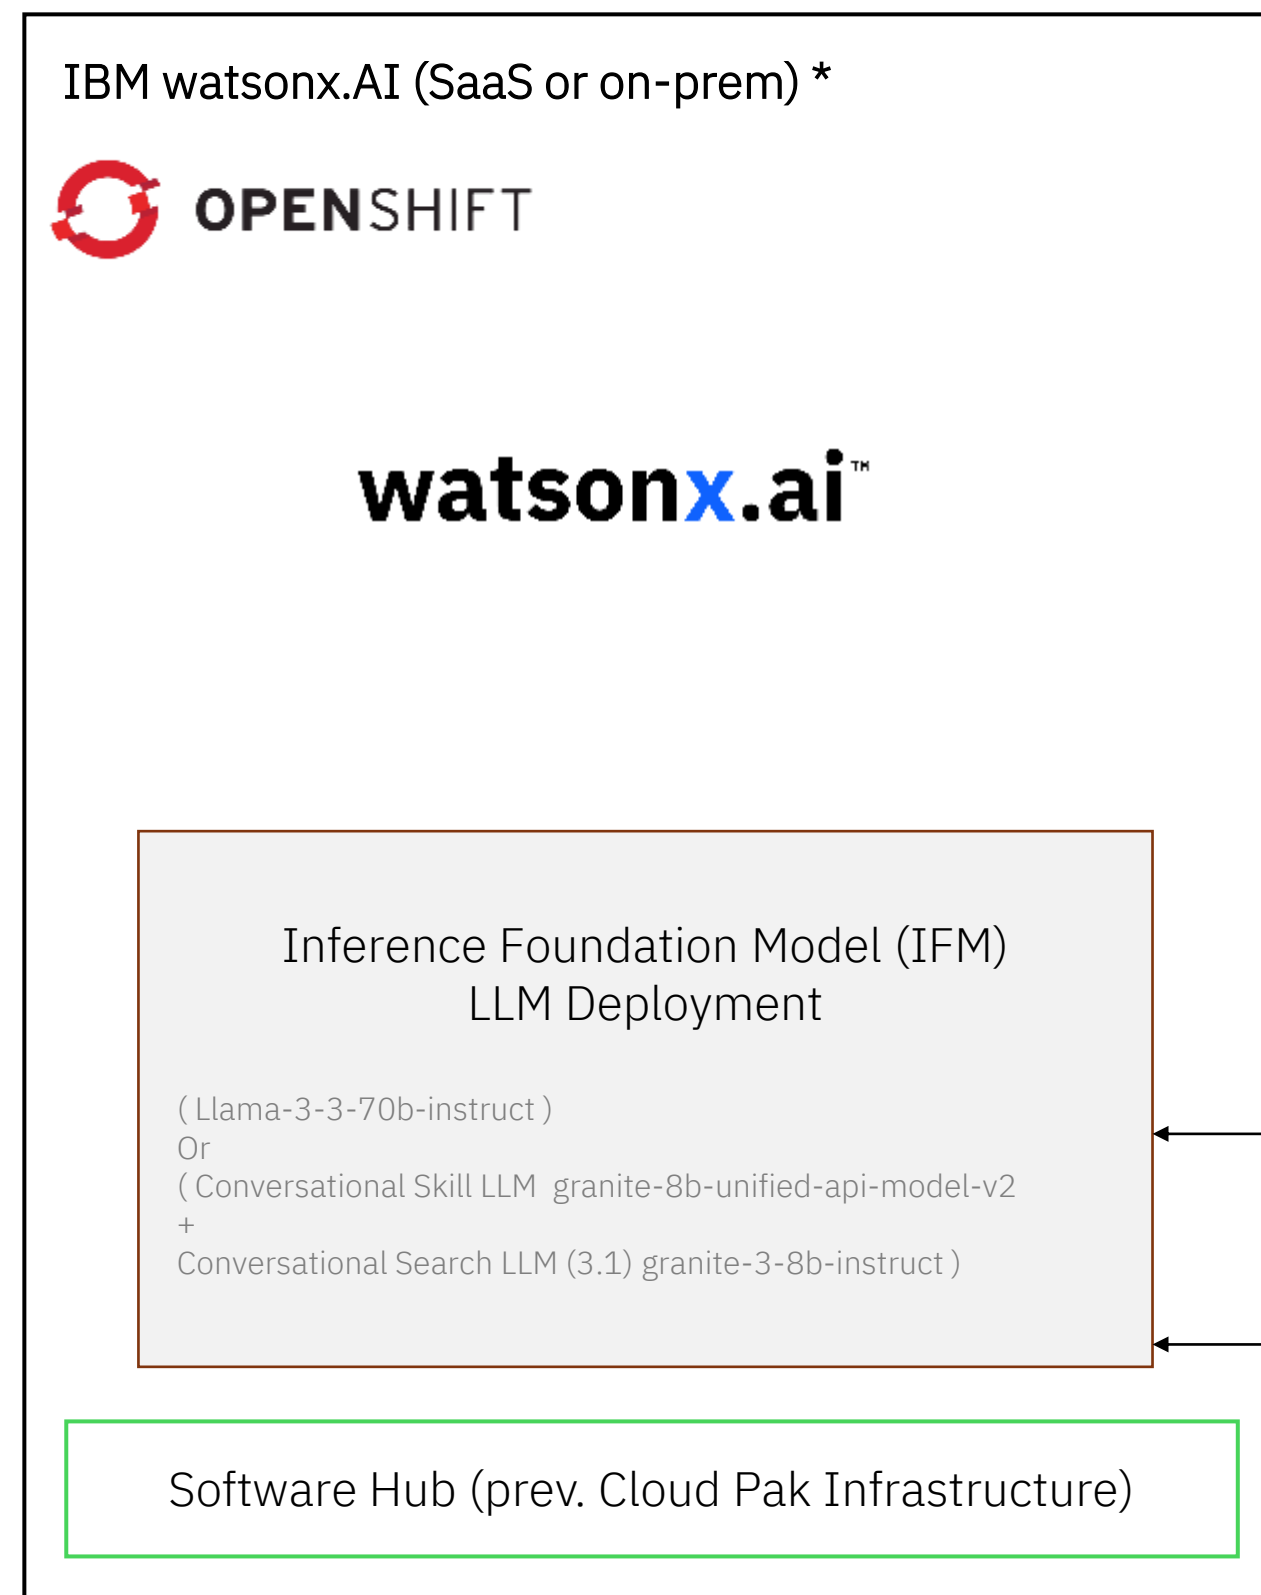 IBM watsonx.AI (SaaS or on-prem) *
OPENSHIFT
watsonx.ai™
Inference Foundation Model (IFM)
LLM Deployment
( Llama-3-3-70b-instruct )
Or
( Conversational Skill LLM  granite-8b-unified-api-model-v2
+
Conversational Search LLM (3.1) granite-3-8b-instruct )
Software Hub (prev. Cloud Pak Infrastructure)